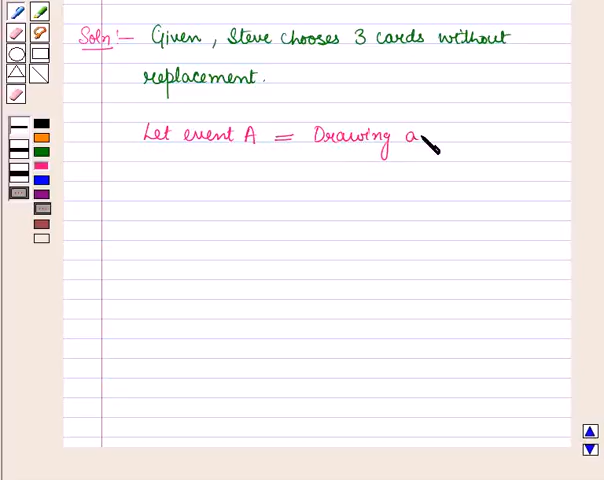 Soln:- Given, Steve chooses 3 cards without
replacement.
Let event A = Drawing a